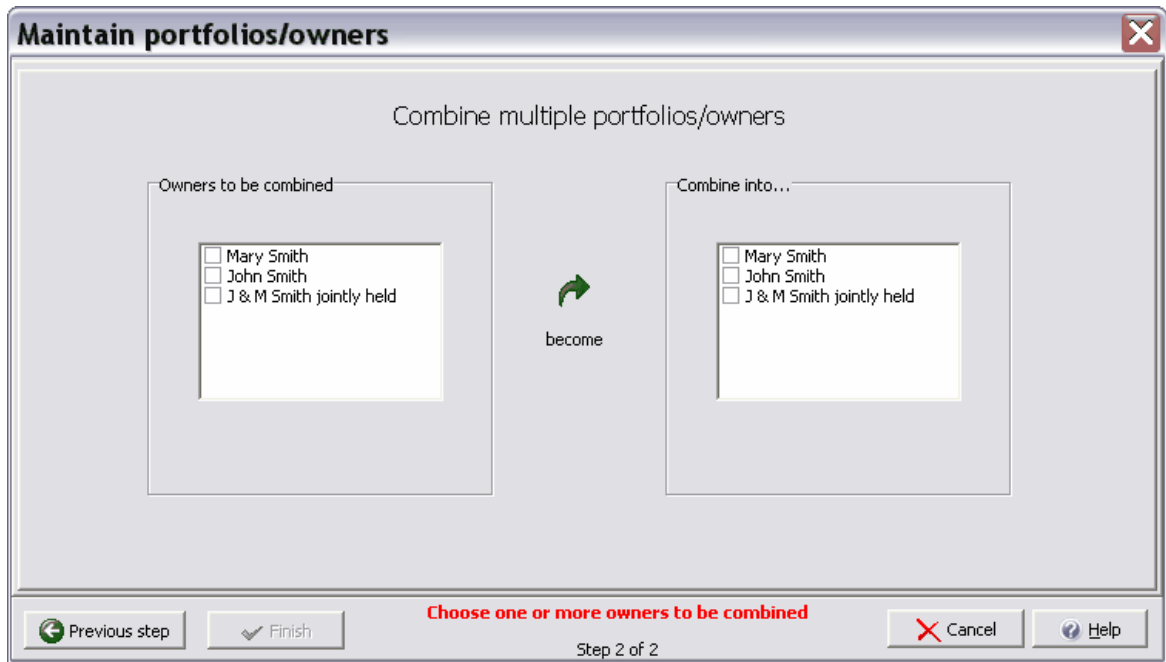 Maintain portfolios/owners
Combine multiple portfolios/owners
Owners to be combined
Mary Smith
John Smith
J & M Smith jointly held
become
Combine into...
Mary Smith
John Smith
J & M Smith jointly held
Previous step
Finish
Choose one or more owners to be combined
Step 2 of 2
Cancel
Help